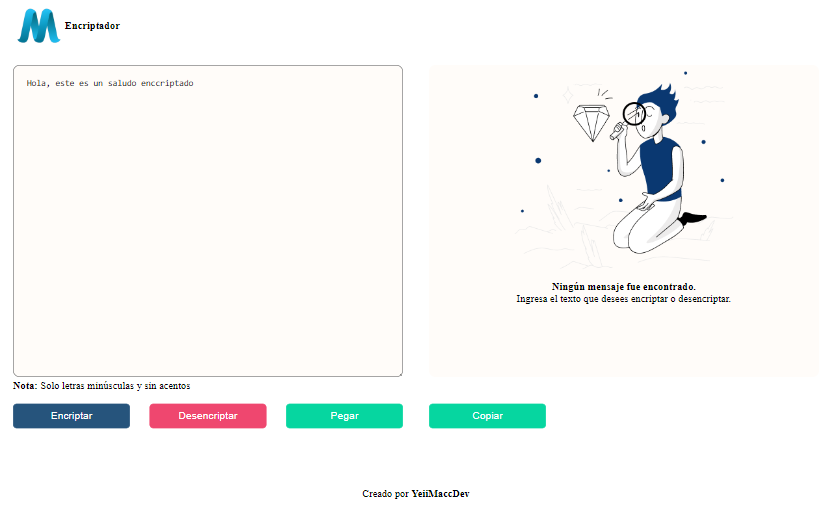 Encriptador
Hola, este es un saludo enccriptado
Ningún mensaje fue encontrado.
Ingresa el texto que desees encriptar o desencriptar.
Nota: Solo letras minúsculas y sin acentos
Encriptar
Desencriptar
Pegar
Copiar
Creado por YeiiMaccDev